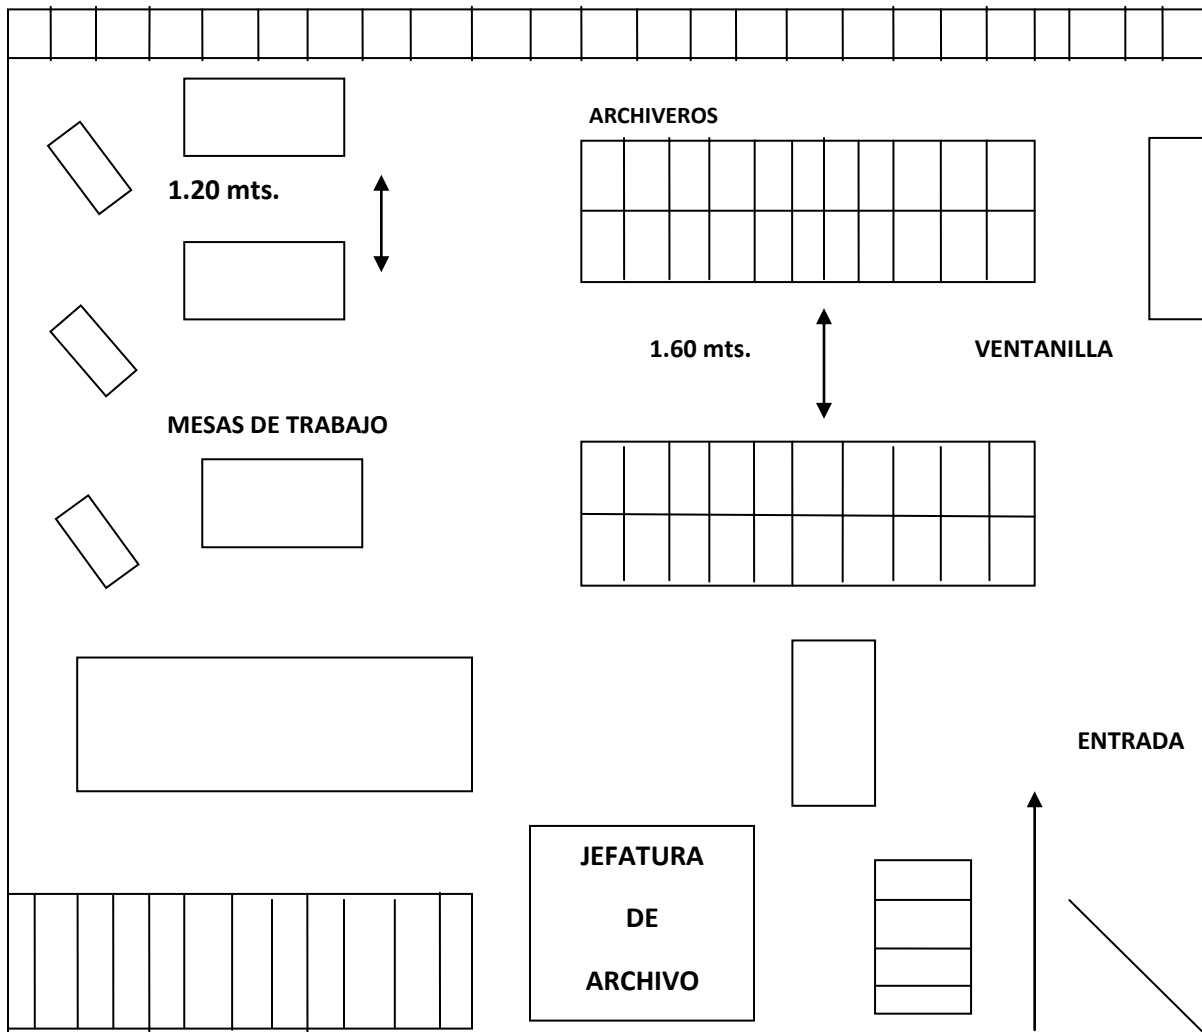 ARCHIVEROS
1.20 mts.
1.60 mts.
VENTANILLA
MESAS DE TRABAJO
ENTRADA
JEFATURA
DE
ARCHIVO